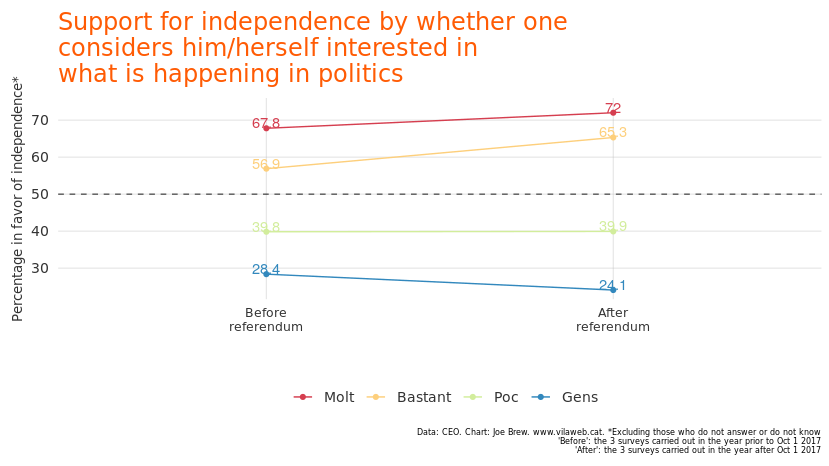 Support for independence by whether one
considers him/herself interested in
what is happening in politics
Percentage in favor of independence*
70
60
50
40
30
67.8
72
56.9
65.3
39.8
39.9
28.4
24.1
Before
referendum
After
referendum
Molt
Bastant
Poc
Gens
Data: CEO. Chart: Joe Brew. www.vilaweb.cat. *Excluding those who do not answer or do not know
'Before': the 3 surveys carried out in the year prior to Oct 1 2017
'After': the 3 surveys carried out in the year after Oct 1 2017